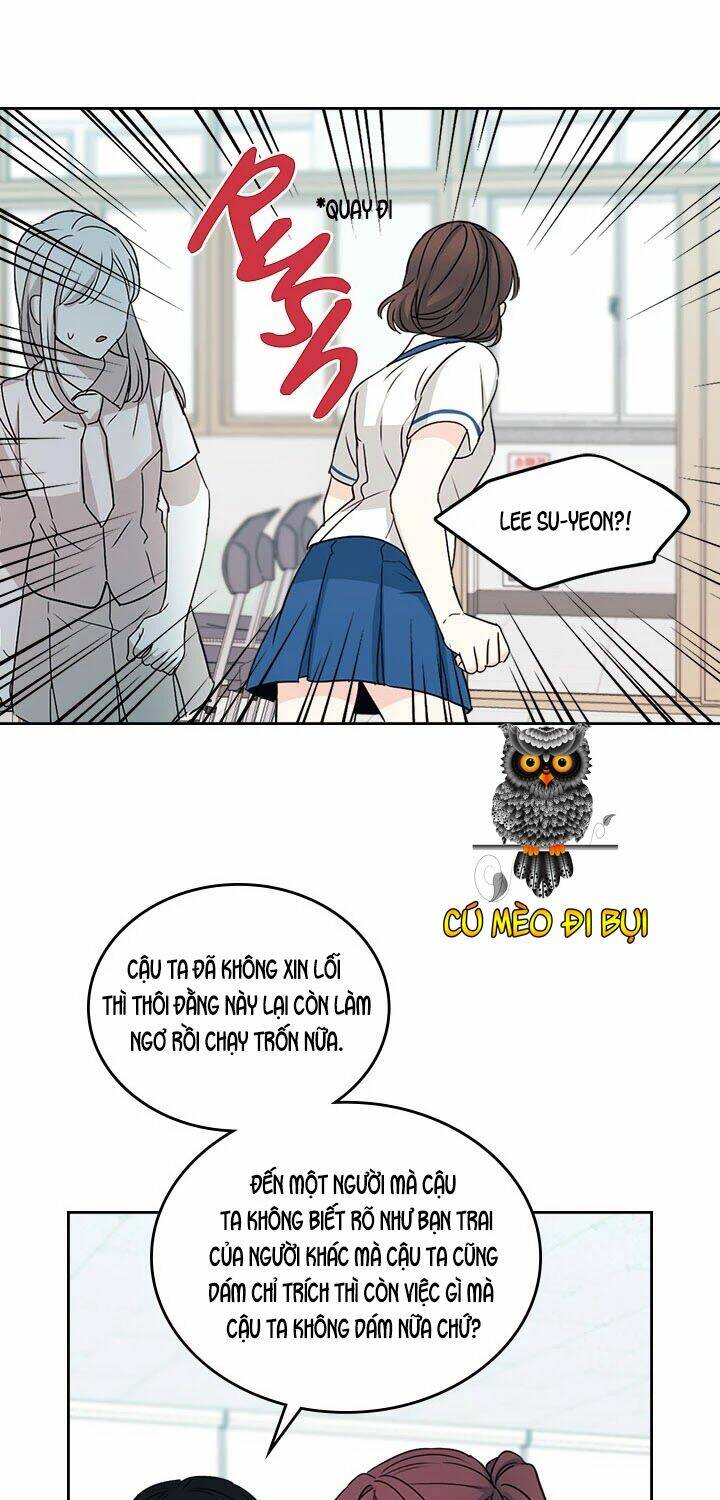 *QUAY ĐI
RUSH
LEE SU-YEON?!
CÚ MÈO ĐI BỤI
CẬU TA ĐÃ KHÔNG XIN LỐI
THÌ THÔI ĐẰNG NÀY LẠI CÒN LÀM
NGƠ RỒI CHẠY TRỐN NỮA.
ĐẾN MỘT NGƯỜI MÀ CẬU
TA KHÔNG BIẾT RÕ NHƯ BẠN TRAI
CỦA NGƯỜI KHÁC MÀ CẬU TA CŨNG
DÁM CHỈ TRÍCH THÌ CÒN VIỆC GÌ MÀ
CẬU TA KHÔNG DÁM NỮA CHỨ?